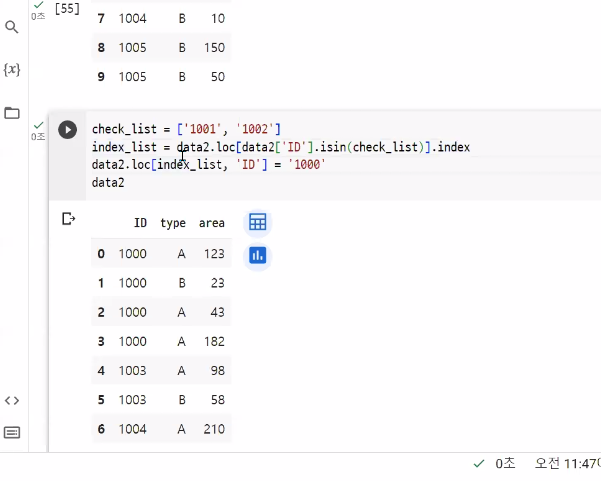 0초 [55]
7 1004 B 10
8 1005 B 150
9 1005 B 50
{x}
0초
check_list = ['1001', '1002']
index_list = data2.loc[data2['ID'].isin(check_list)].index
data2.loc[index_list, 'ID'] = '1000'
data2
ID type area
0 1000 A 123
1 1000 B 23
2 1000 A 43
3 1000 A 182
4 1003 A 98
5 1003 B 58
6 1004 A 210
0초 오전 11:47